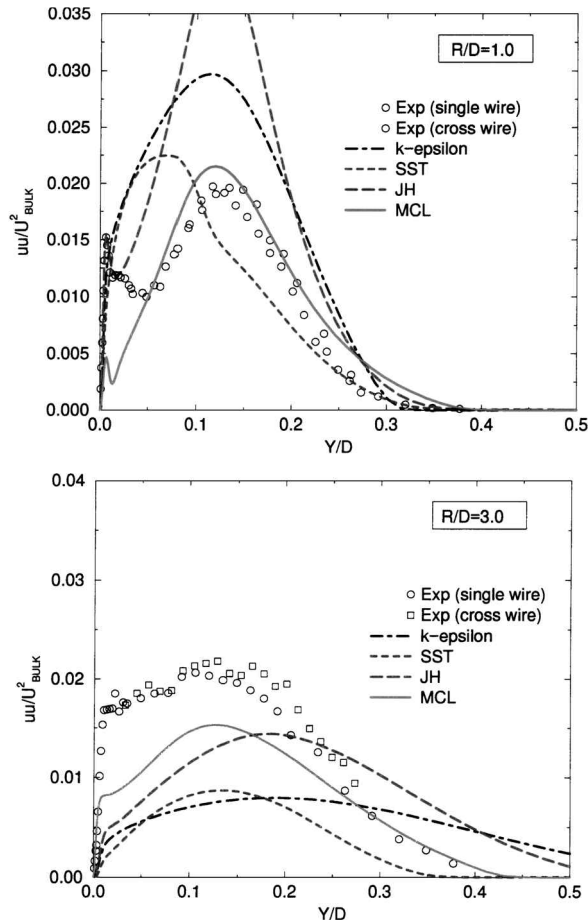 0.035
R/D=1.0
0.030
Exp (single wire)
Exp (cross wire)
0.025
k-epsilon
SST
JH
0.020
MCL
uu/U²BULK
0.015
0.010
0.005
0.000
0.0 0.1 0.2 0.3 0.4 0.5
Y/D
0.04
R/D=3.0
0.03
Exp (single wire)
Exp (cross wire)
k-epsilon
SST
JH
MCL
uu/U²BULK
0.02
0.01
0.00
0.0 0.1 0.2 0.3 0.4 0.5
Y/D